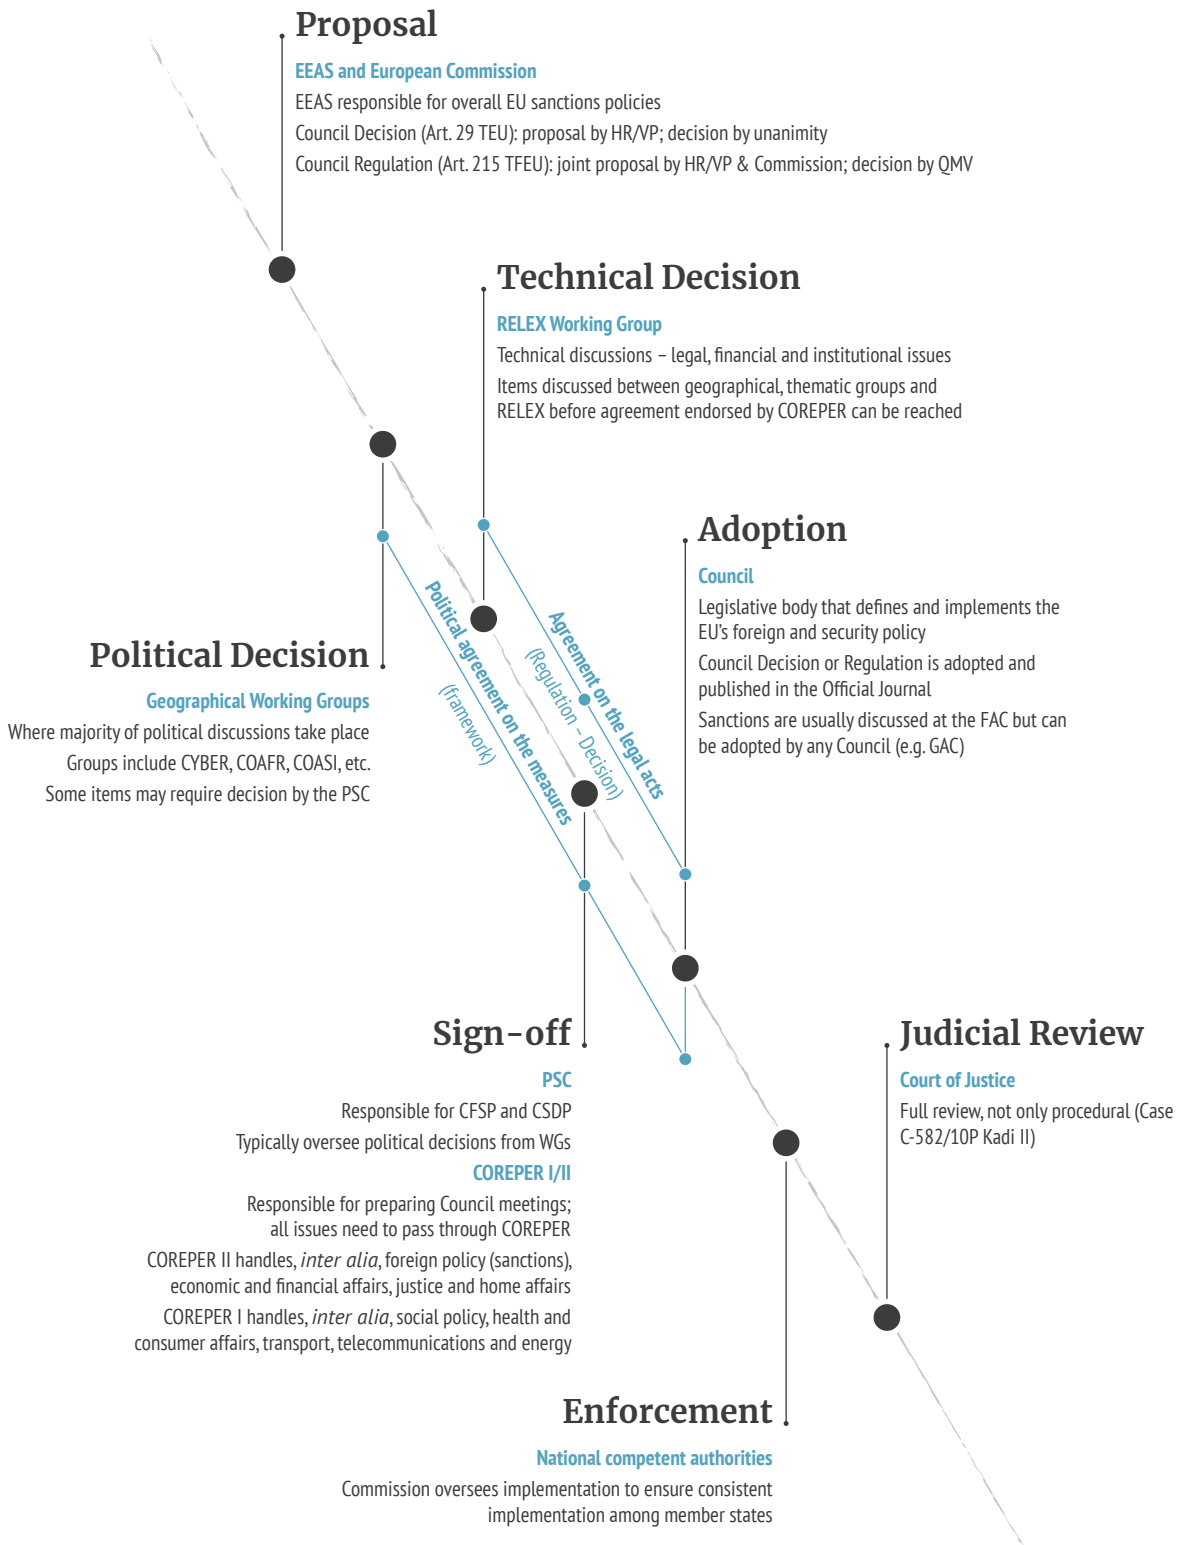 Proposal
EEAS and European Commission
EEAS responsible for overall EU sanctions policies
Council Decision (Art. 29 TEU): proposal by HR/VP; decision by unanimity
Council Regulation (Art. 215 TFEU): joint proposal by HR/VP & Commission; decision by QMV
Technical Decision
RELEX Working Group
Technical discussions – legal, financial and institutional issues
Items discussed between geographical, thematic groups and
RELEX before agreement endorsed by COREPER can be reached
Adoption
Council
Legislative body that defines and implements the
EU's foreign and security policy
Council Decision or Regulation is adopted and
published in the Official Journal
Sanctions are usually discussed at the FAC but can
be adopted by any Council (e.g. GAC)
Political agreement on the measures
(framework)
Agreement on the legal acts
(Regulation – Decision)
Political Decision
Geographical Working Groups
Where majority of political discussions take place
Groups include CYBER, COAFR, COASI, etc.
Some items may require decision by the PSC
Sign-off
PSC
Responsible for CFSP and CSDP
Typically oversee political decisions from WGs
COREPER I/II
Responsible for preparing Council meetings;
all issues need to pass through COREPER
COREPER II handles, inter alia, foreign policy (sanctions),
economic and financial affairs, justice and home affairs
COREPER I handles, inter alia, social policy, health and
consumer affairs, transport, telecommunications and energy
Judicial Review
Court of Justice
Full review, not only procedural (Case
C-582/10P Kadi II)
Enforcement
National competent authorities
Commission oversees implementation to ensure consistent
implementation among member states